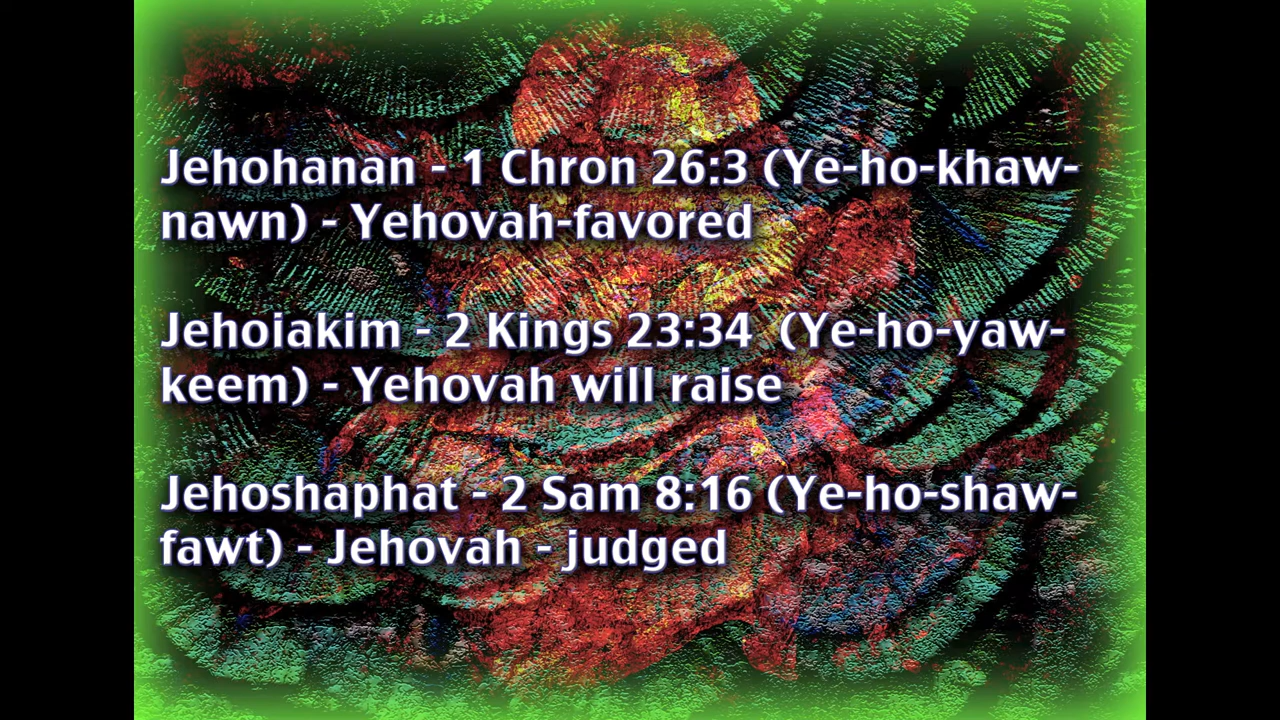 Jehohanan - 1 Chron 26:3 (Ye-ho-khaw-
nawn) - Yehovah-favored
Jehoiakim - 2 Kings 23:34  (Ye-ho-yaw-
keem) - Yehovah will raise
Jehoshaphat - 2 Sam 8:16 (Ye-ho-shaw-
fawt) - Jehovah - judged